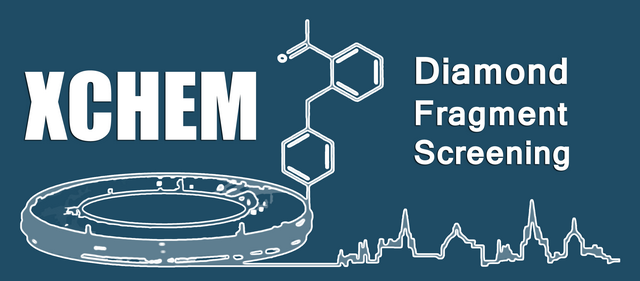 XCHEM
Diamond
Fragment
Screening
O